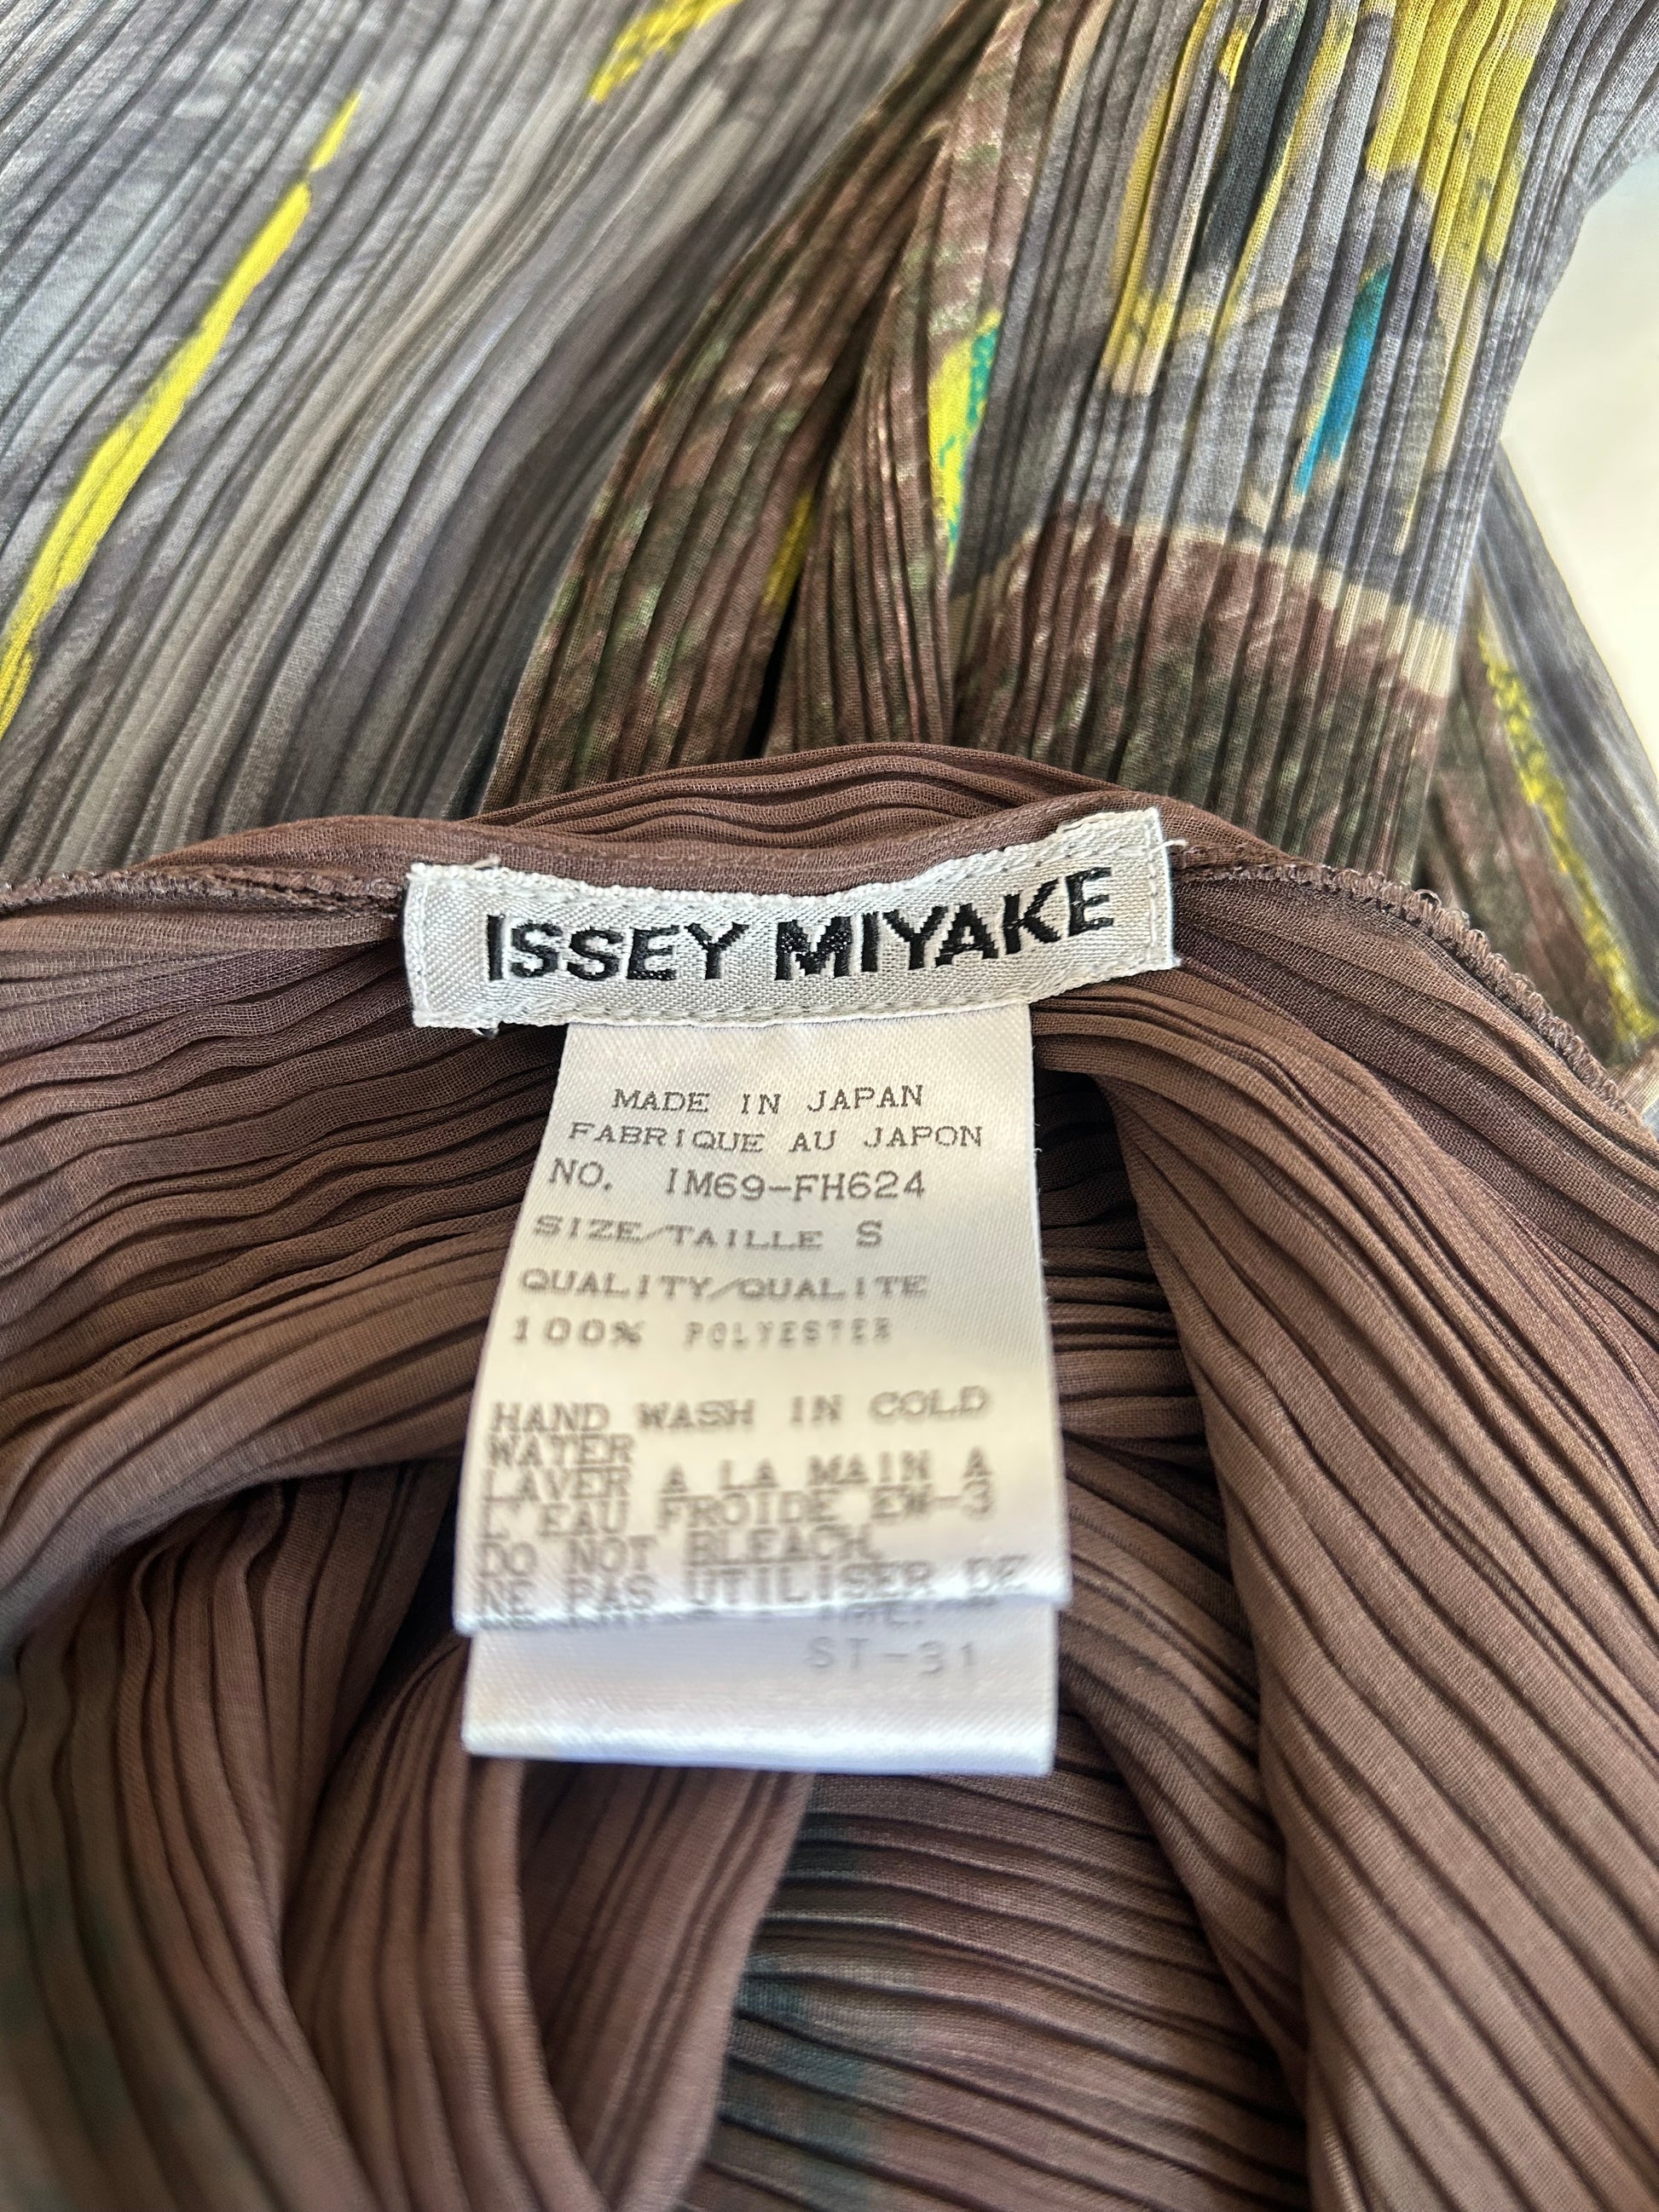 ISSEY MIYAKE
MADE IN JAPAN
FABRIQUE AU JAPON
NO. IM69-FH624
SIZE/TAILLE S
QUALITY/QUALITE
100% POLYESTER
HAND WASH IN COLD
WATER
LAVER A LA MAIN A
L'EAU FROIDE EW-3
DO NOT BLEACH.
NE PAS UTILISER DE
ST-31